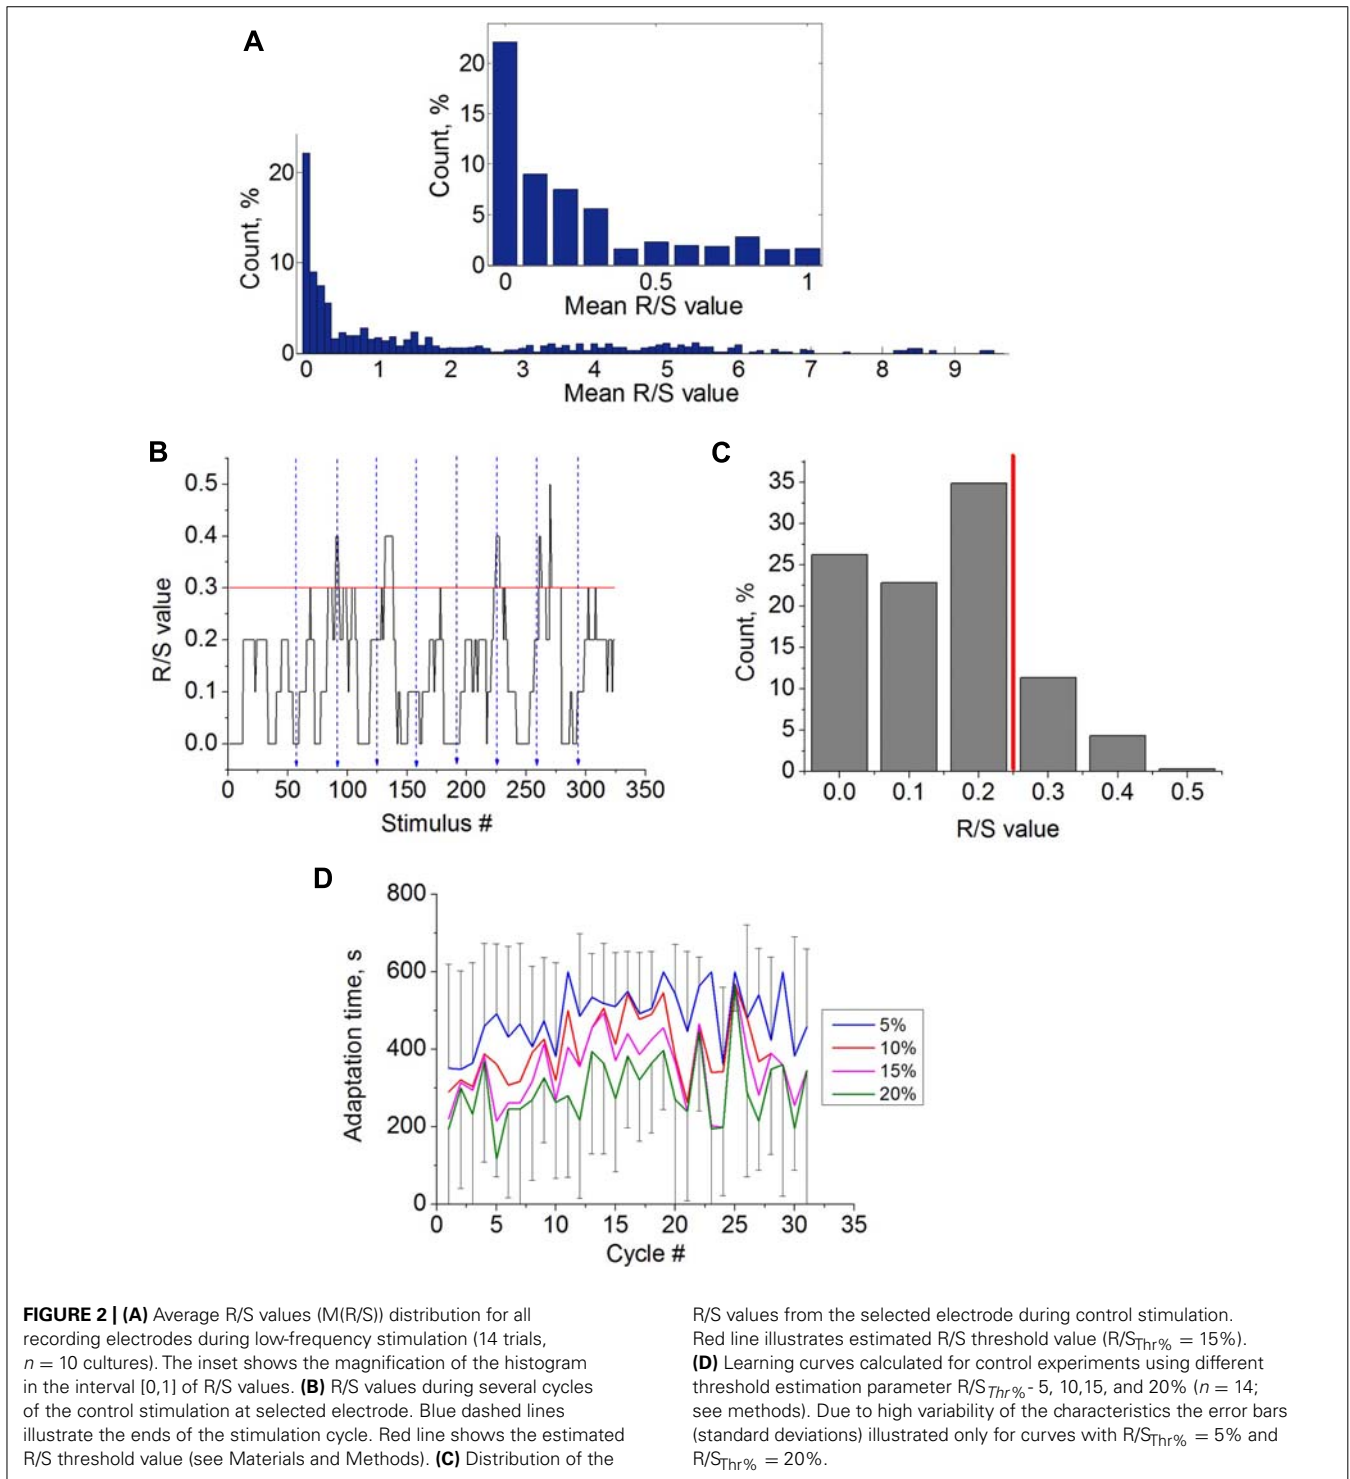 A
Count, %
20
15
10
5
0
0 0.5 1
Mean R/S value
Count, %
20
10
0
0 1 2 3 4 5 6 7 8 9
Mean R/S value
B
R/S value
0.5
0.4
0.3
0.2
0.1
0.0
0 50 100 150 200 250 300 350
Stimulus #
C
Count, %
35
30
25
20
15
10
5
0
0.0 0.1 0.2 0.3 0.4 0.5
R/S value
D
Adaptation time, s
800
600
400
200
0
0 5 10 15 20 25 30 35
Cycle #
5%
10%
15%
20%
FIGURE 2 | (A) Average R/S values (M(R/S)) distribution for all
recording electrodes during low-frequency stimulation (14 trials,
n = 10 cultures). The inset shows the magnification of the histogram
in the interval [0,1] of R/S values. (B) R/S values during several cycles
of the control stimulation at selected electrode. Blue dashed lines
illustrate the ends of the stimulation cycle. Red line shows the estimated
R/S threshold value (see Materials and Methods). (C) Distribution of the
R/S values from the selected electrode during control stimulation.
Red line illustrates estimated R/S threshold value (R/SThr% = 15%).
(D) Learning curves calculated for control experiments using different
threshold estimation parameter R/SThr%- 5, 10,15, and 20% (n = 14;
see methods). Due to high variability of the characteristics the error bars
(standard deviations) illustrated only for curves with R/SThr% = 5% and
R/SThr% = 20%.